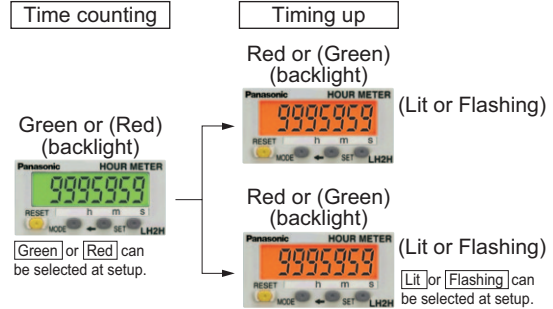 Time counting
Timing up
Red or (Green)
(backlight)
Panasonic HOUR METER
9995959
RESET h m s
MODE SET LH2H
(Lit or Flashing)
Green or (Red)
(backlight)
Panasonic HOUR METER
9995959
RESET h m s
MODE SET LH2H
Green or Red can
be selected at setup.
Red or (Green)
(backlight)
Panasonic HOUR METER
9995959
RESET h m s
MODE SET LH2H
(Lit or Flashing)
Lit or Flashing can
be selected at setup.